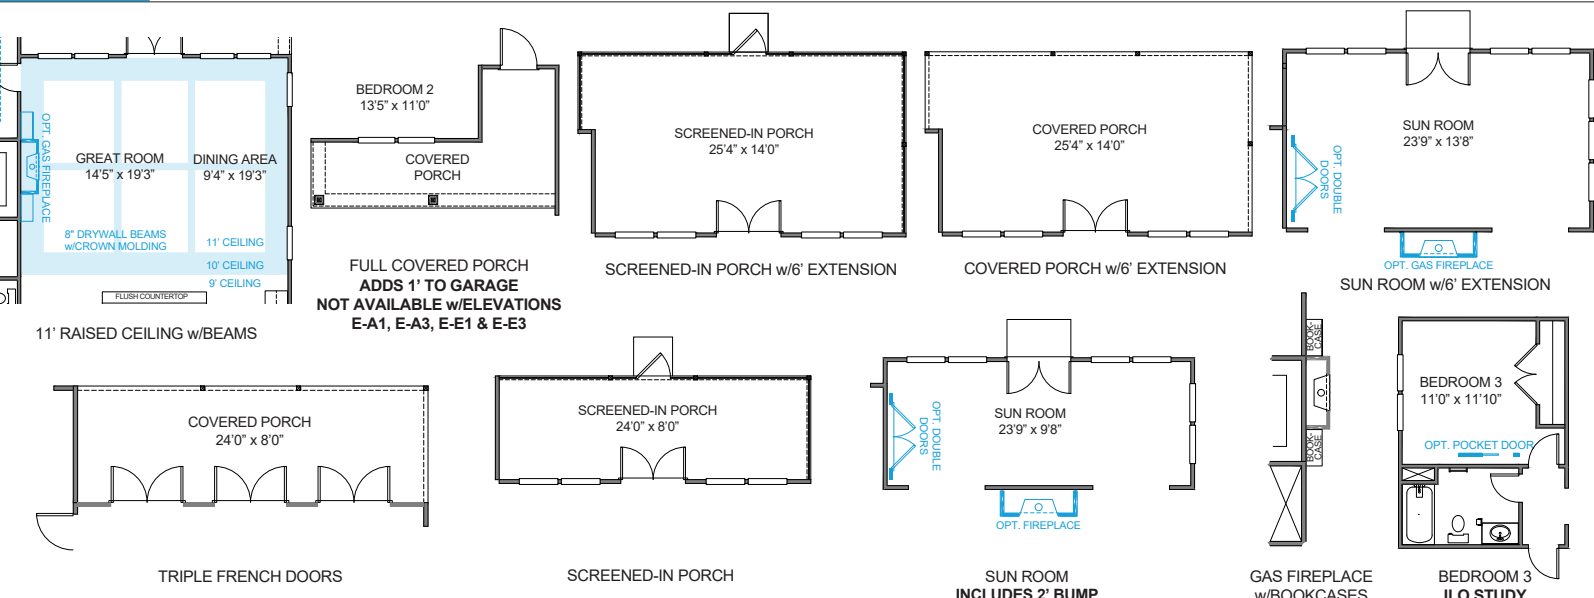 OPT. GAS FIREPLACE
GREAT ROOM
14'5" x 19'3"
DINING AREA
9'4" x 19'3"
8" DRYWALL BEAMS
w/CROWN MOLDING
11' CEILING
10' CEILING
9' CEILING
FLUSH COUNTERTOP
11' RAISED CEILING w/BEAMS
BEDROOM 2
13'5" x 11'0"
COVERED
PORCH
FULL COVERED PORCH
ADDS 1' TO GARAGE
NOT AVAILABLE w/ELEVATIONS
E-A1, E-A3, E-E1 & E-E3
SCREENED-IN PORCH
25'4" x 14'0"
SCREENED-IN PORCH w/6' EXTENSION
COVERED PORCH
25'4" x 14'0"
COVERED PORCH w/6' EXTENSION
SUN ROOM
23'9" x 13'8"
OPT. DOUBLE
DOORS
OPT. GAS FIREPLACE
SUN ROOM w/6' EXTENSION
COVERED PORCH
24'0" x 8'0"
TRIPLE FRENCH DOORS
SCREENED-IN PORCH
24'0" x 8'0"
SCREENED-IN PORCH
SUN ROOM
23'9" x 9'8"
OPT. DOUBLE
DOORS
OPT. FIREPLACE
SUN ROOM
INCLUDES 2' BUMP
BOOK-
CASE
BOOK-
CASE
GAS FIREPLACE
w/BOOKCASES
BEDROOM 3
11'0" x 11'10"
OPT. POCKET DOOR
BEDROOM 3
ILO STUDY